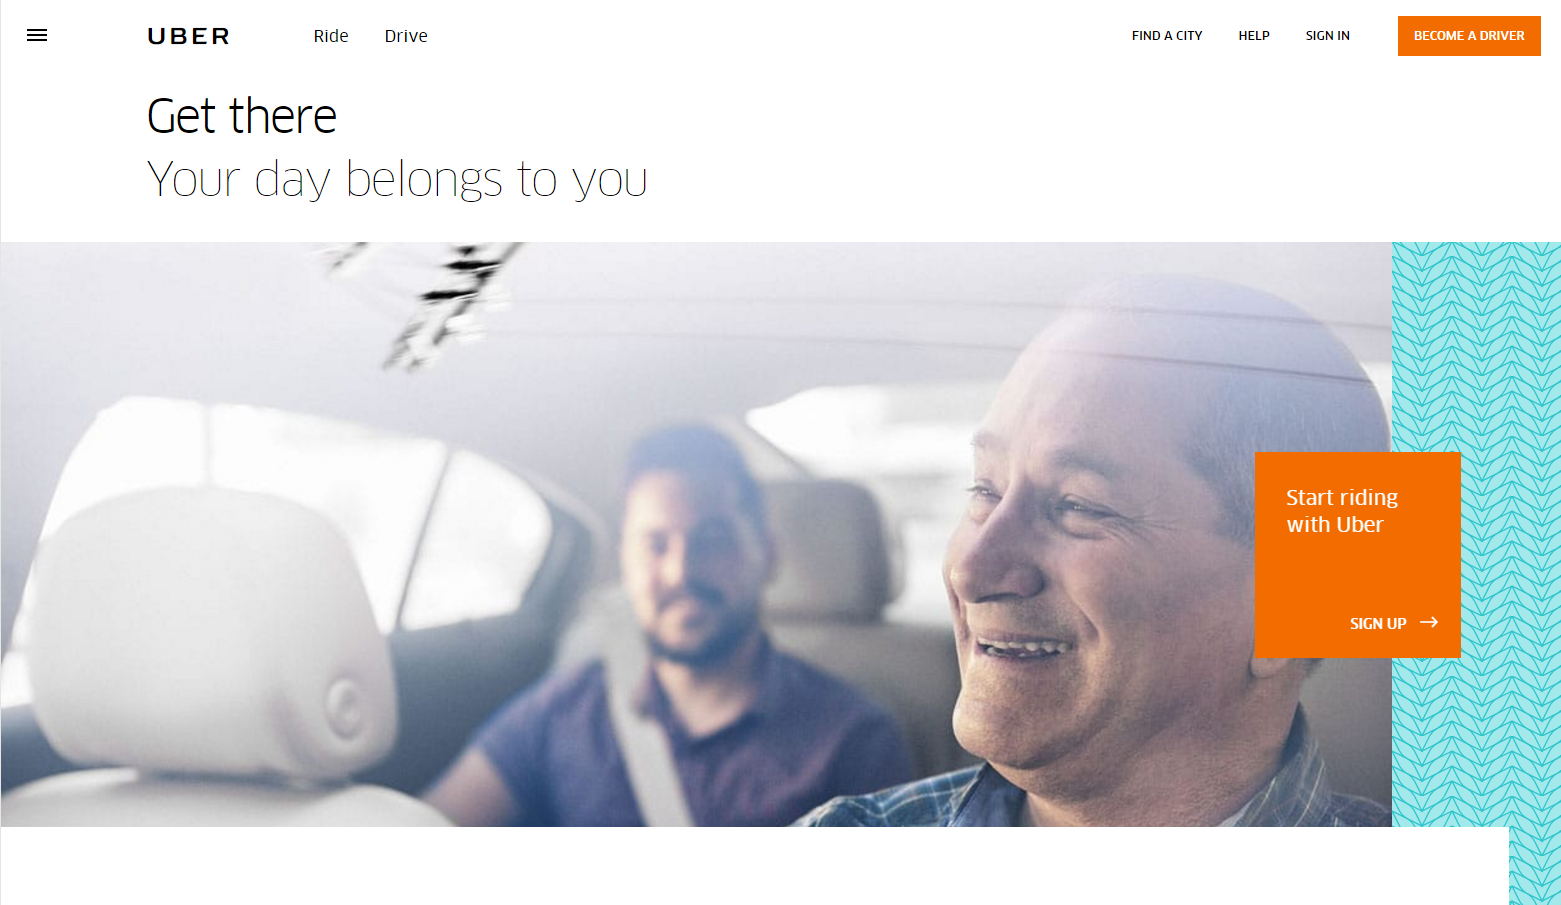 UBER Ride Drive FIND A CITY HELP SIGN IN BECOME A DRIVER
Get there
Your day belongs to you
Start riding
with Uber
SIGN UP →